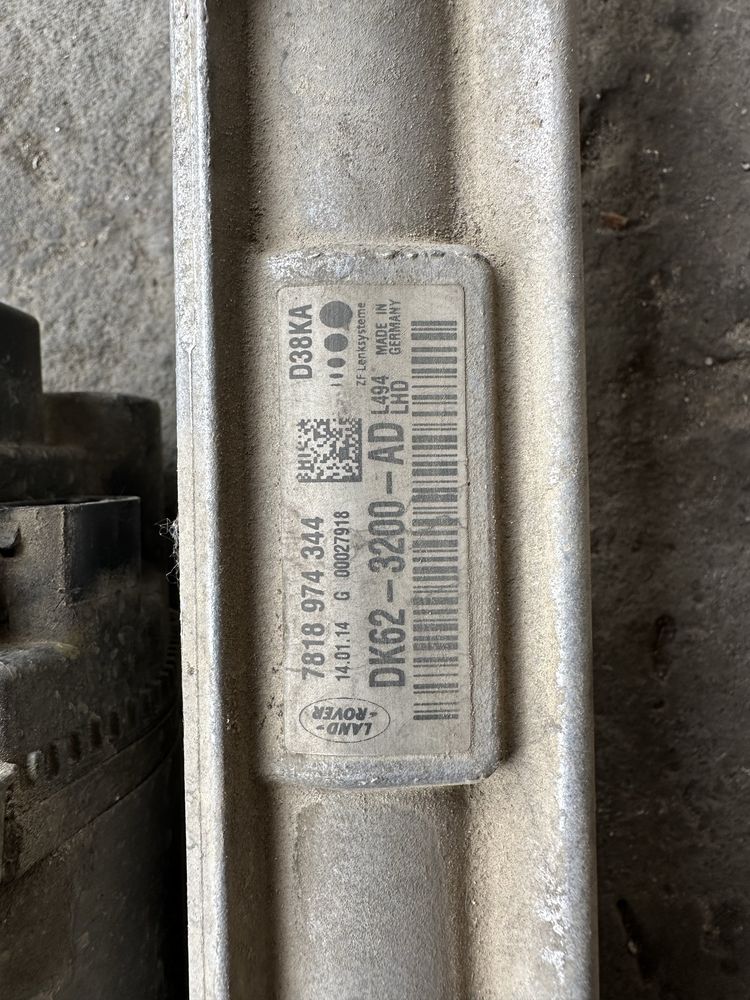 7818 974 344
D38KA
14.01.14 G 00027918
ZF Lenksysteme
DK62-3200-AD
L494
LHD
MADE IN
GERMANY
LAND-
-ROVER